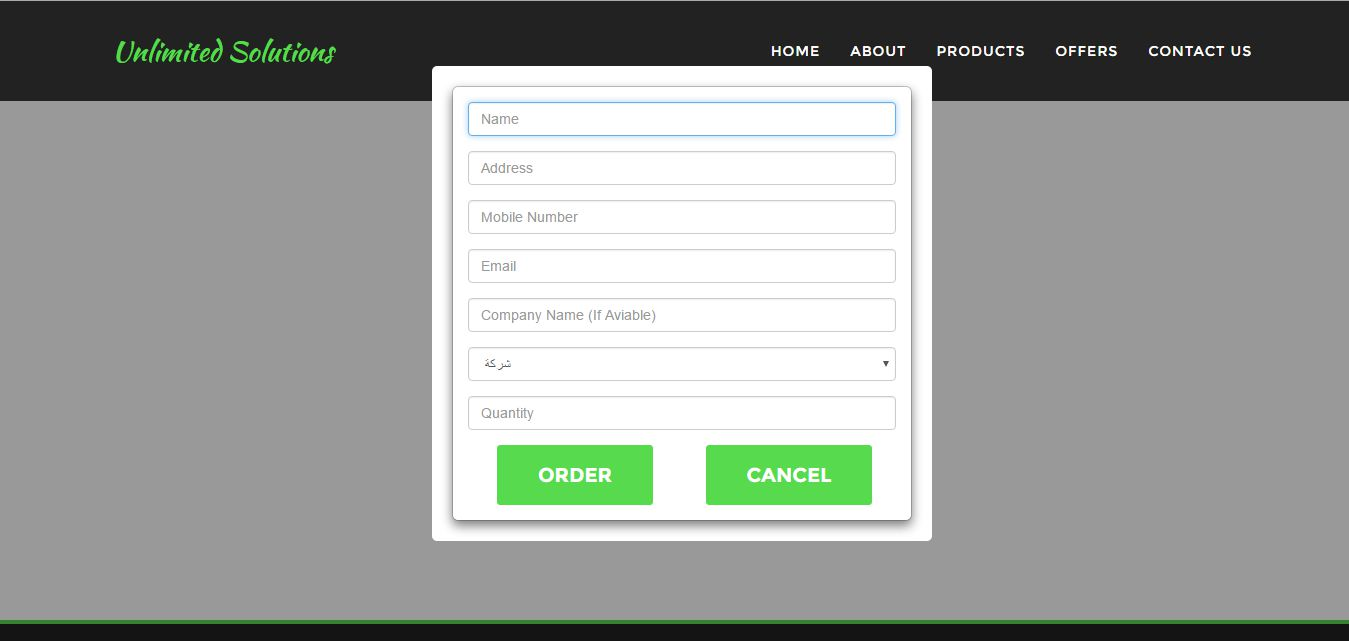 Unlimited Solutions
HOME ABOUT PRODUCTS OFFERS CONTACT US
Name
Address
Mobile Number
Email
Company Name (If Aviable)
شركة
Quantity
ORDER CANCEL